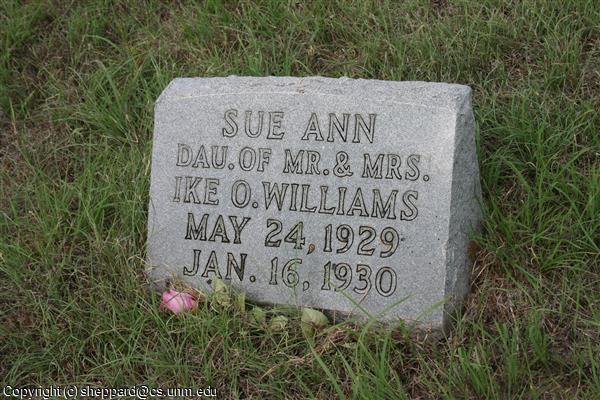 SUE ANN
DAU. OF MR. & MRS.
IKE O. WILLIAMS
MAY 24, 1929
JAN. 16, 1930
Copyright (c) sheppard@cs.unm.edu